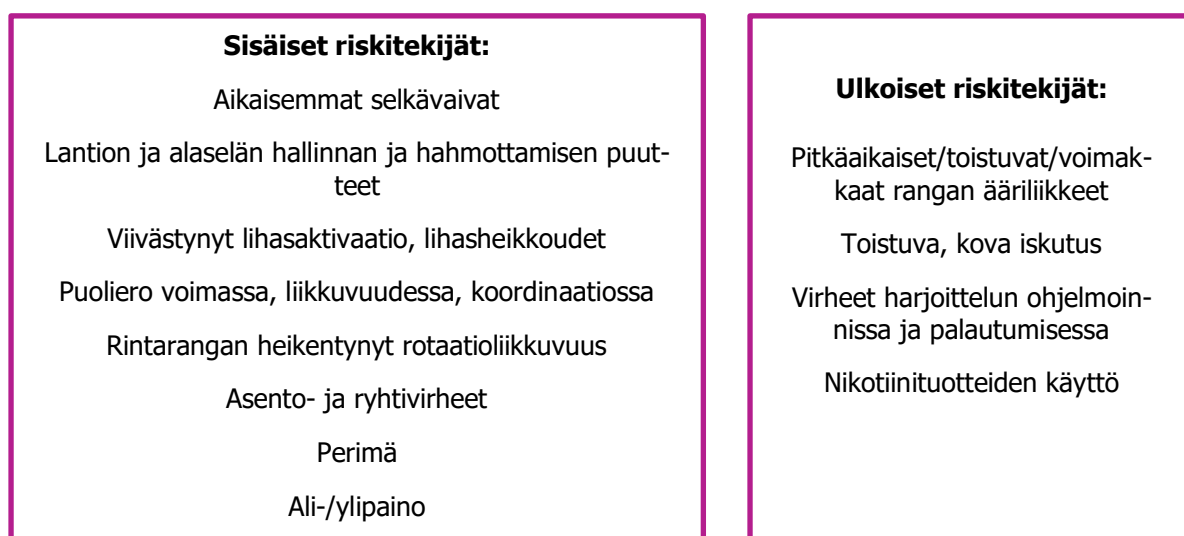 Sisäiset riskitekijät:
Aikaisemmat selkävaivat
Lantion ja alaselän hallinnan ja hahmottamisen puut-
teet
Viivästynyt lihasaktivaatio, lihasheikkoudet
Puoliero voimassa, liikkuvuudessa, koordinaatiossa
Rintarangan heikentynyt rotaatioliikkuvuus
Asento- ja ryhtivirheet
Perimä
Ali-/ylipaino
Ulkoiset riskitekijät:
Pitkäaikaiset/toistuvat/voimak-
kaat rangan ääriliikkeet
Toistuva, kova iskutus
Virheet harjoittelun ohjelmoin-
nissa ja palautumisessa
Nikotiinituotteiden käyttö